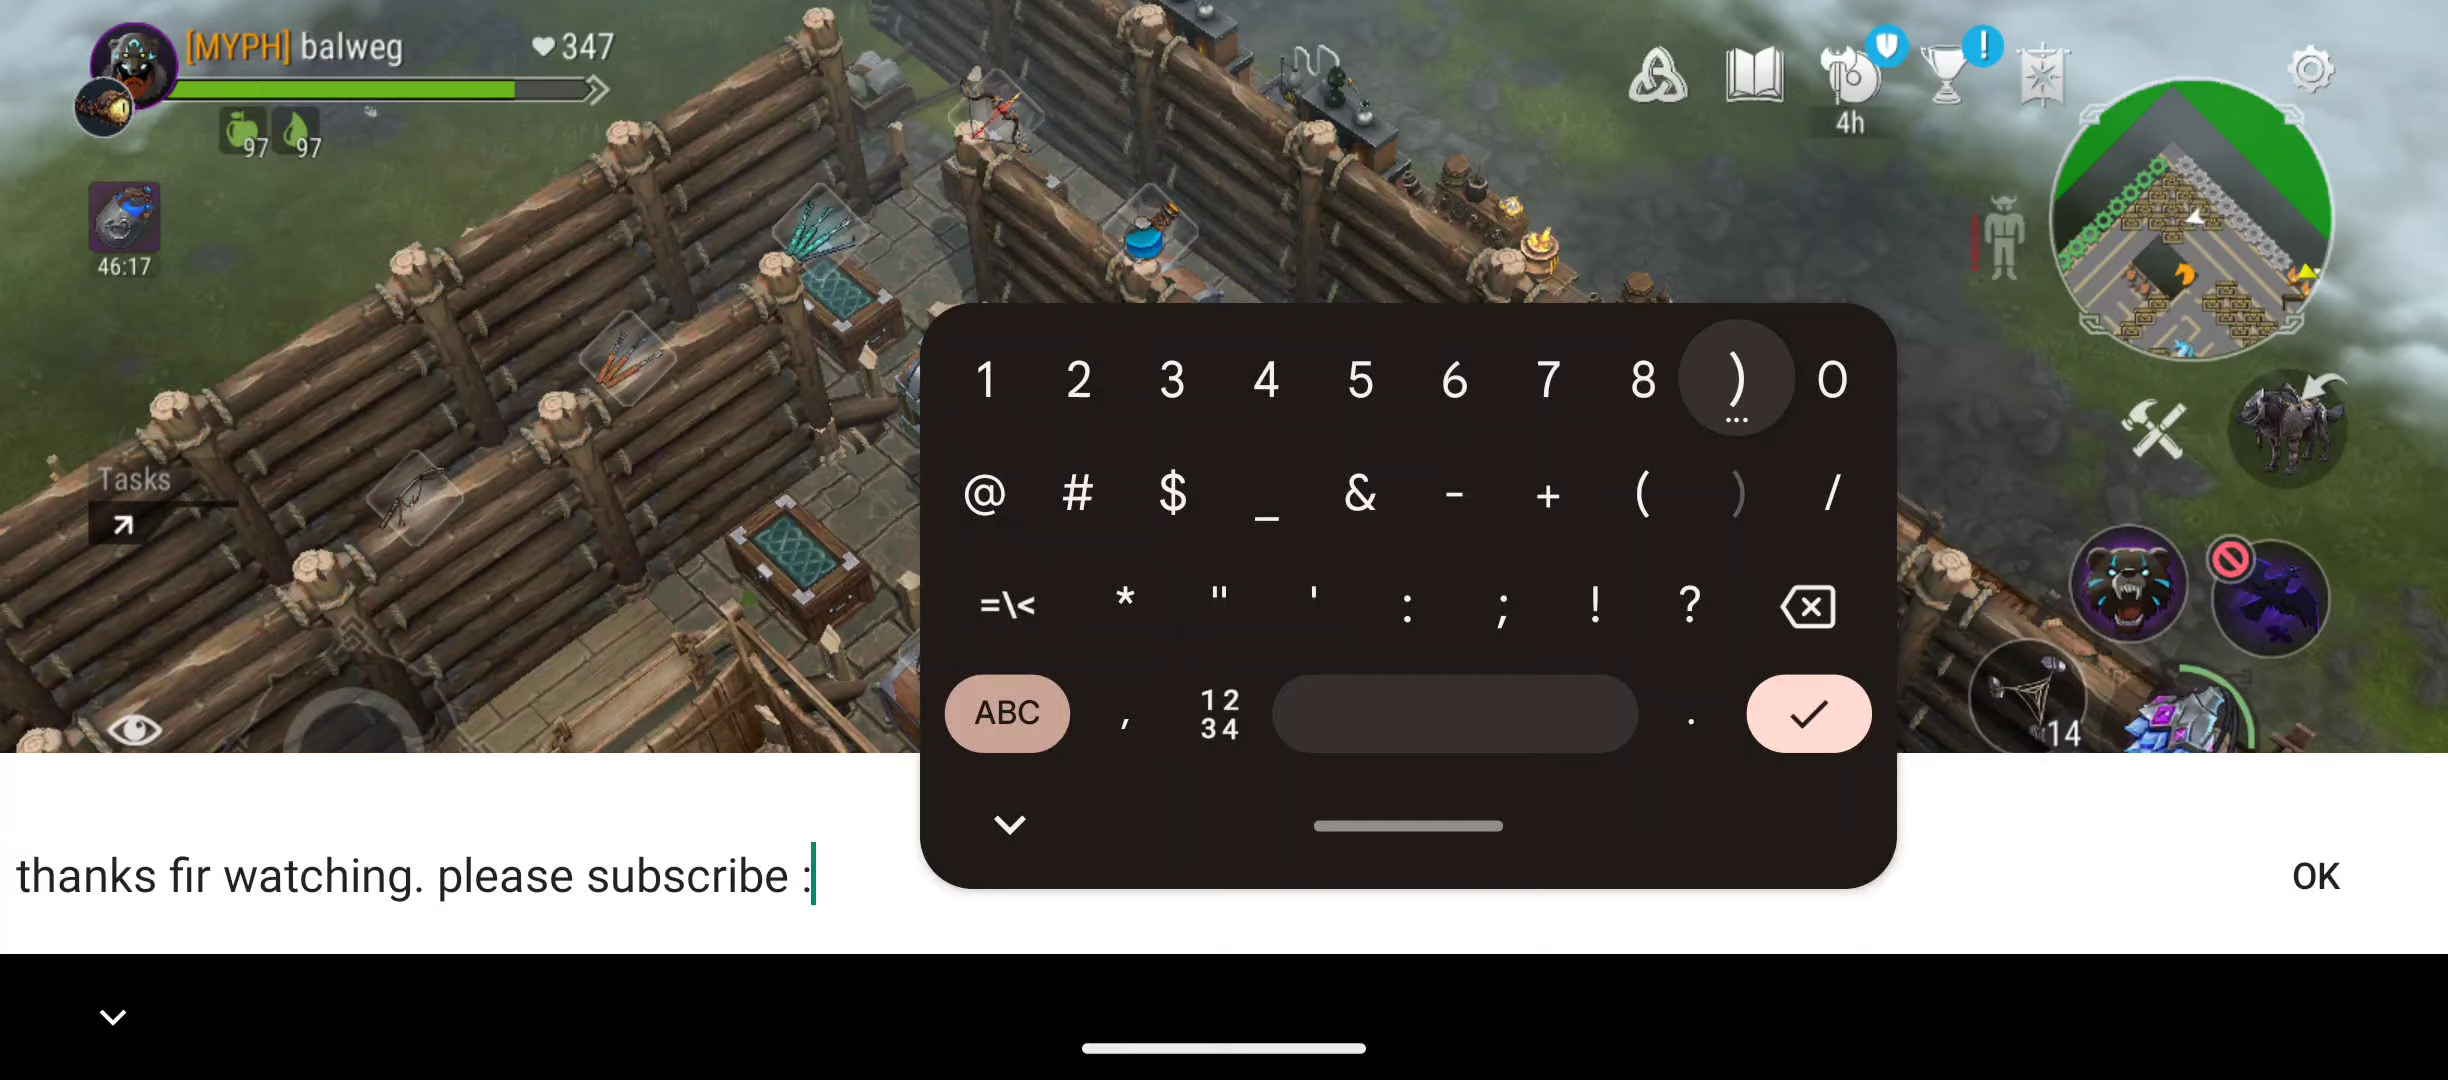 [MYPH] balweg 347
97 97
4h
46:17
Tasks
14
1 2 3 4 5 6 7 8 ) 0
@ # $ _ & - + ( ) /
=\< * " ' : ; ! ?
ABC , 12 34 .
thanks fir watching. please subscribe :
OK